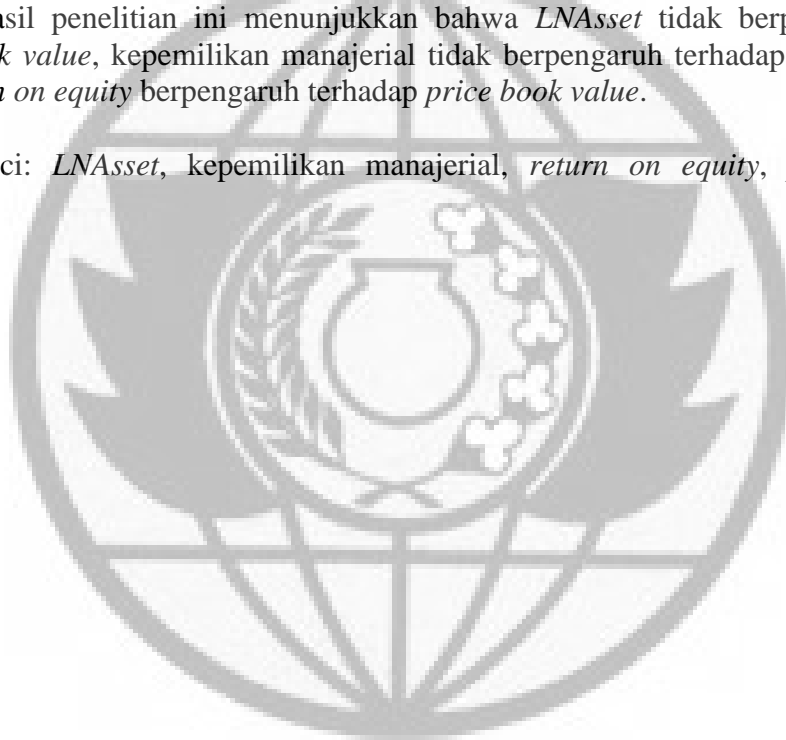 asil penelitian ini menunjukkan bahwa LNAsset tidak berp
k value, kepemilikan manajerial tidak berpengaruh terhadap
n on equity berpengaruh terhadap price book value.
ci: LNAsset, kepemilikan manajerial, return on equity,